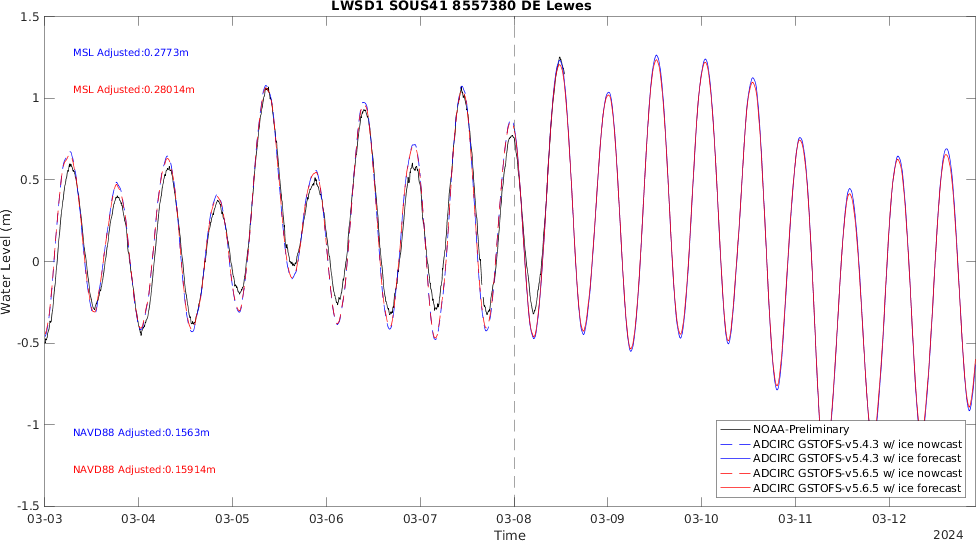 LWSD1 SOUS41 8557380 DE Lewes
1.5
1
0.5
0
-0.5
-1
-1.5
Water Level (m)
MSL Adjusted:0.2773m
MSL Adjusted:0.28014m
NAVD88 Adjusted:0.1563m
NAVD88 Adjusted:0.15914m
NOAA-Preliminary
ADCIRC GSTOFS-v5.4.3 w/ ice nowcast
ADCIRC GSTOFS-v5.4.3 w/ ice forecast
ADCIRC GSTOFS-v5.6.5 w/ ice nowcast
ADCIRC GSTOFS-v5.6.5 w/ ice forecast
03-03 03-04 03-05 03-06 03-07 03-08 03-09 03-10 03-11 03-12
Time
2024